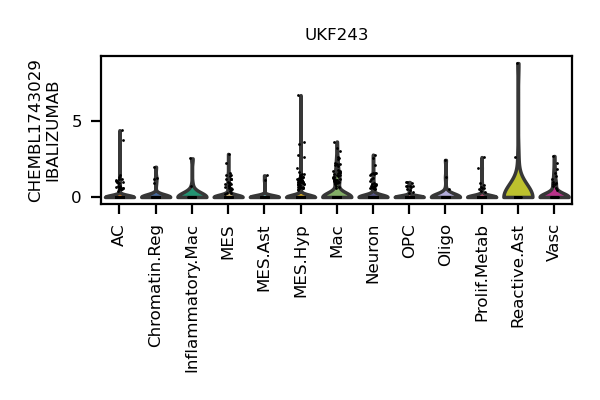 UKF243
CHEMBL1743029
IBALIZUMAB
5
0
AC
Chromatin.Reg
Inflammatory.Mac
MES
MES.Ast
MES.Hyp
Mac
Neuron
OPC
Oligo
Prolif.Metab
Reactive.Ast
Vasc